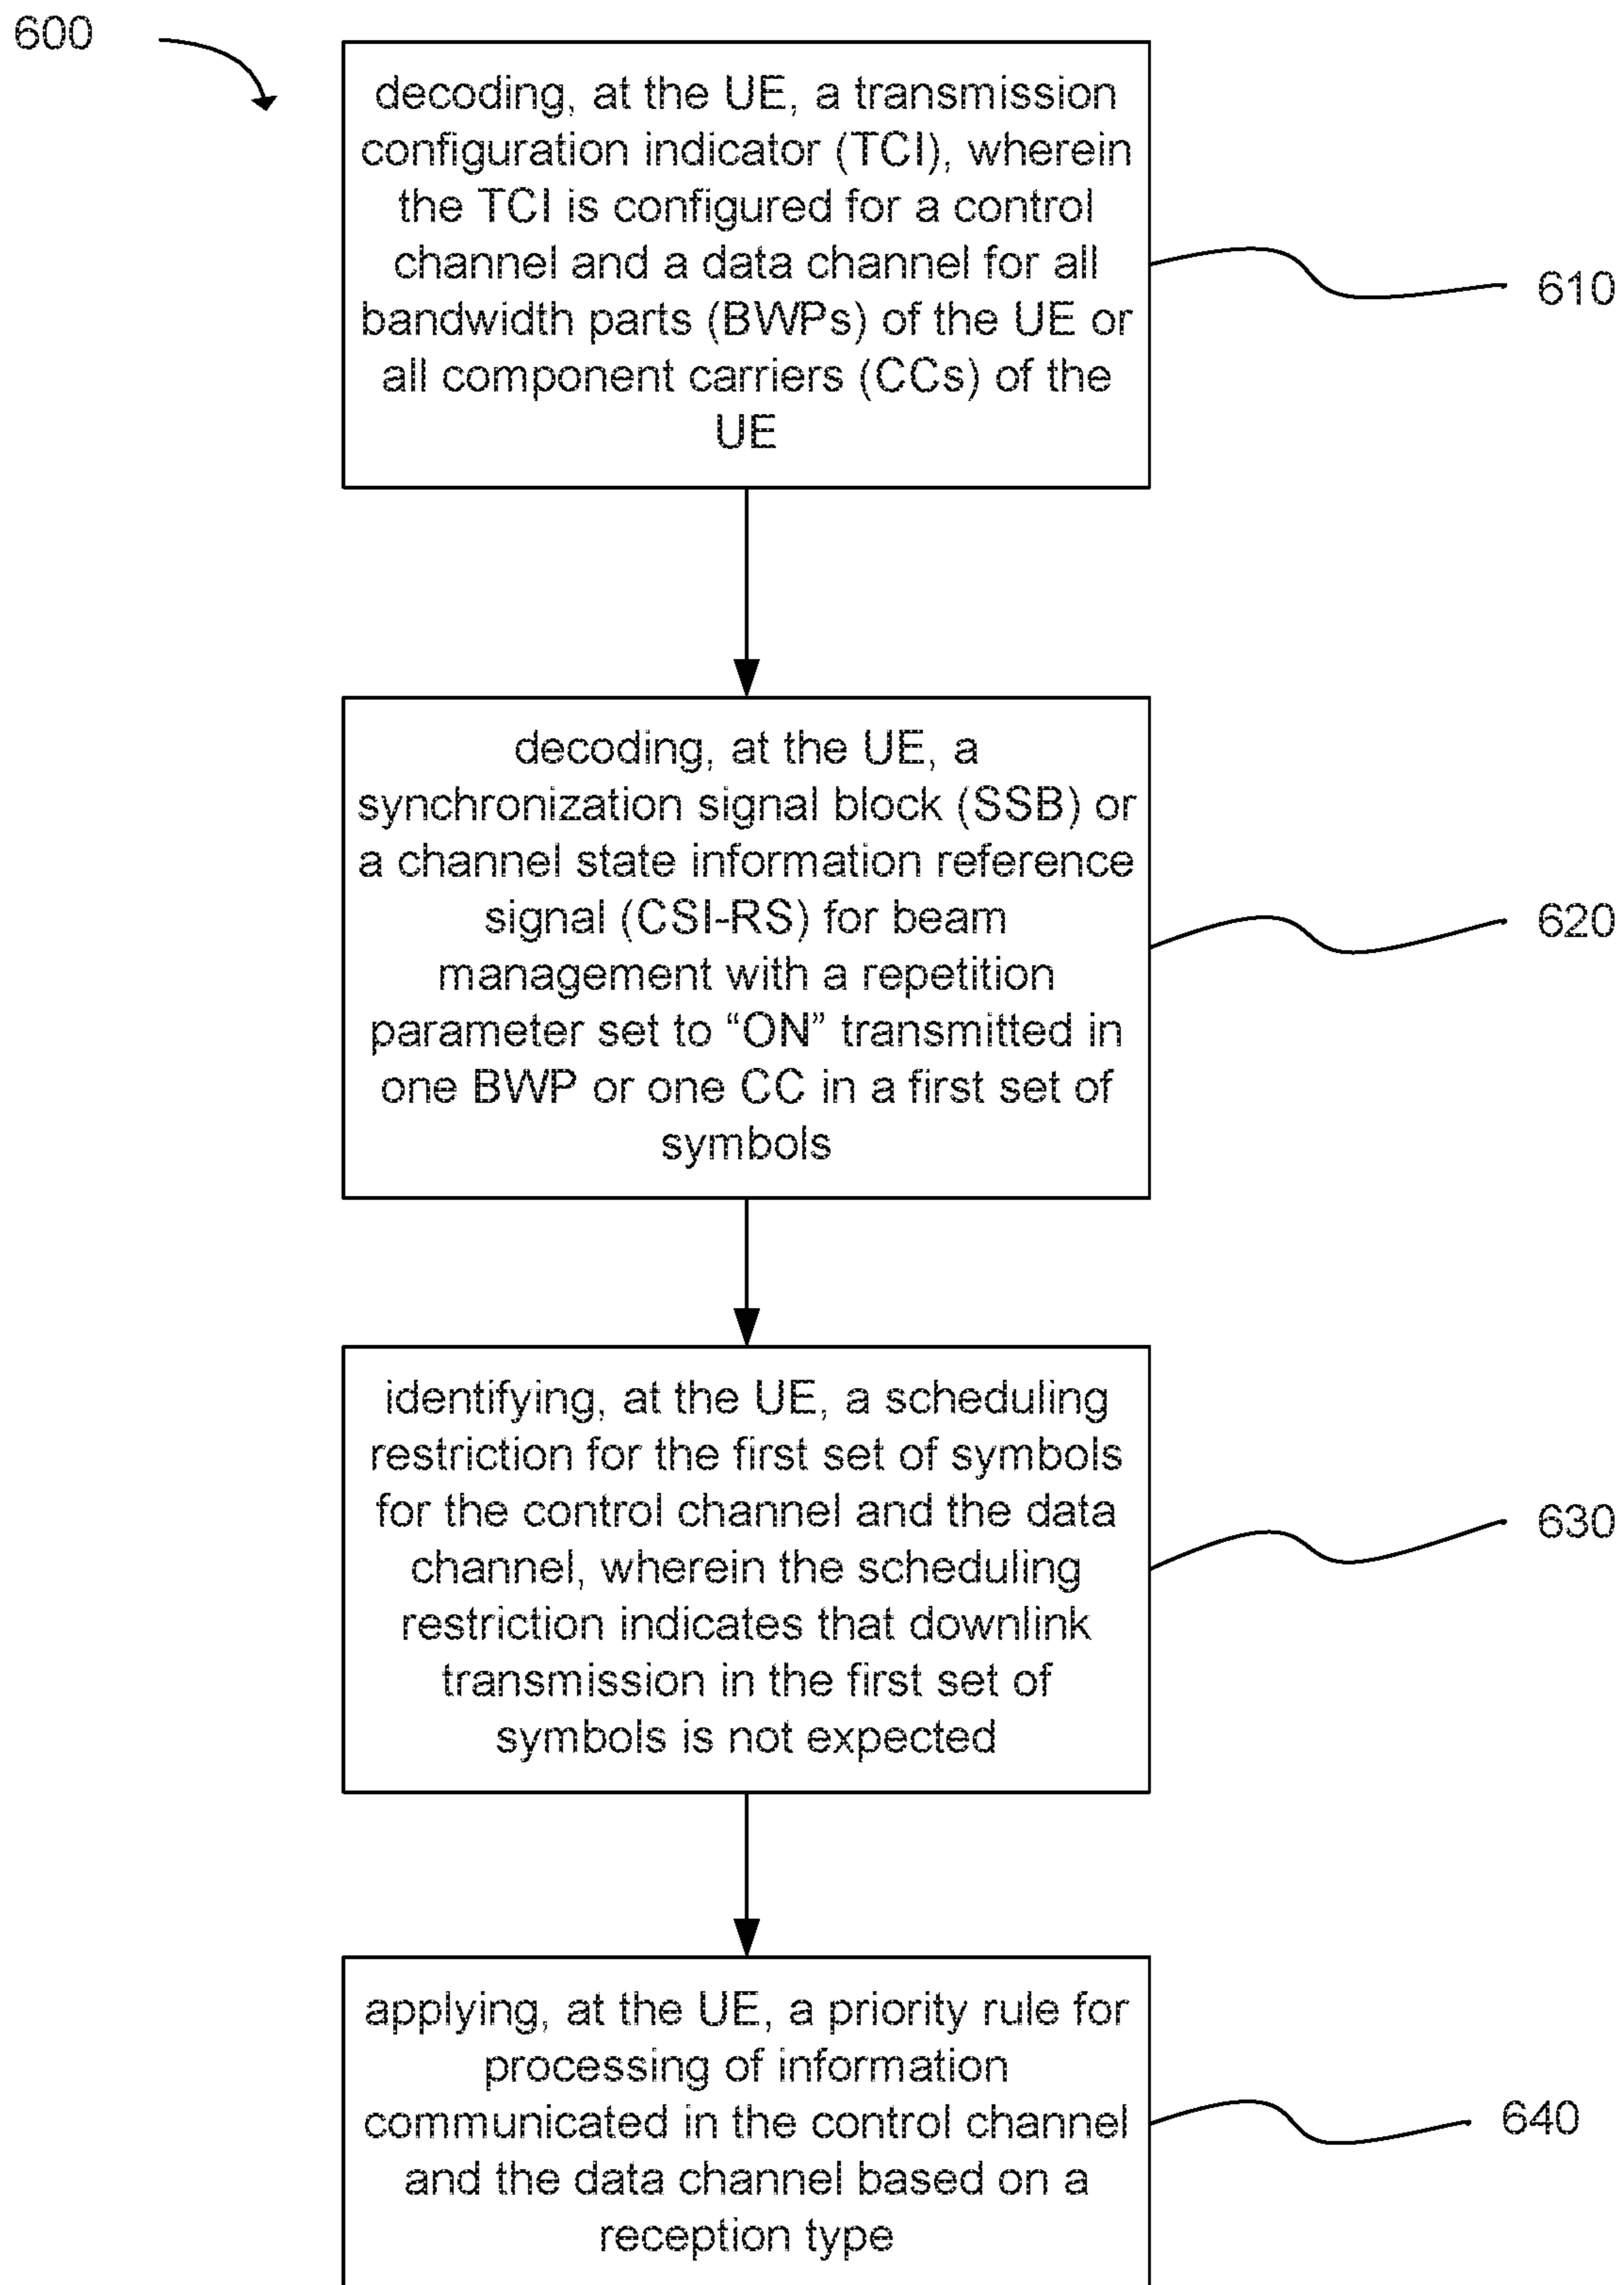 600
decoding, at the UE, a transmission
configuration indicator (TCI), wherein
the TCI is configured for a control
channel and a data channel for all
bandwidth parts (BWPs) of the UE or
all component carriers (CCs) of the
UE
610
decoding, at the UE, a
synchronization signal block (SSB) or
a channel state information reference
signal (CSI-RS) for beam
management with a repetition
parameter set to “ON” transmitted in
one BWP or one CC in a first set of
symbols
620
identifying, at the UE, a scheduling
restriction for the first set of symbols
for the control channel and the data
channel, wherein the scheduling
restriction indicates that downlink
transmission in the first set of
symbols is not expected
630
applying, at the UE, a priority rule for
processing of information
communicated in the control channel
and the data channel based on a
reception type
640